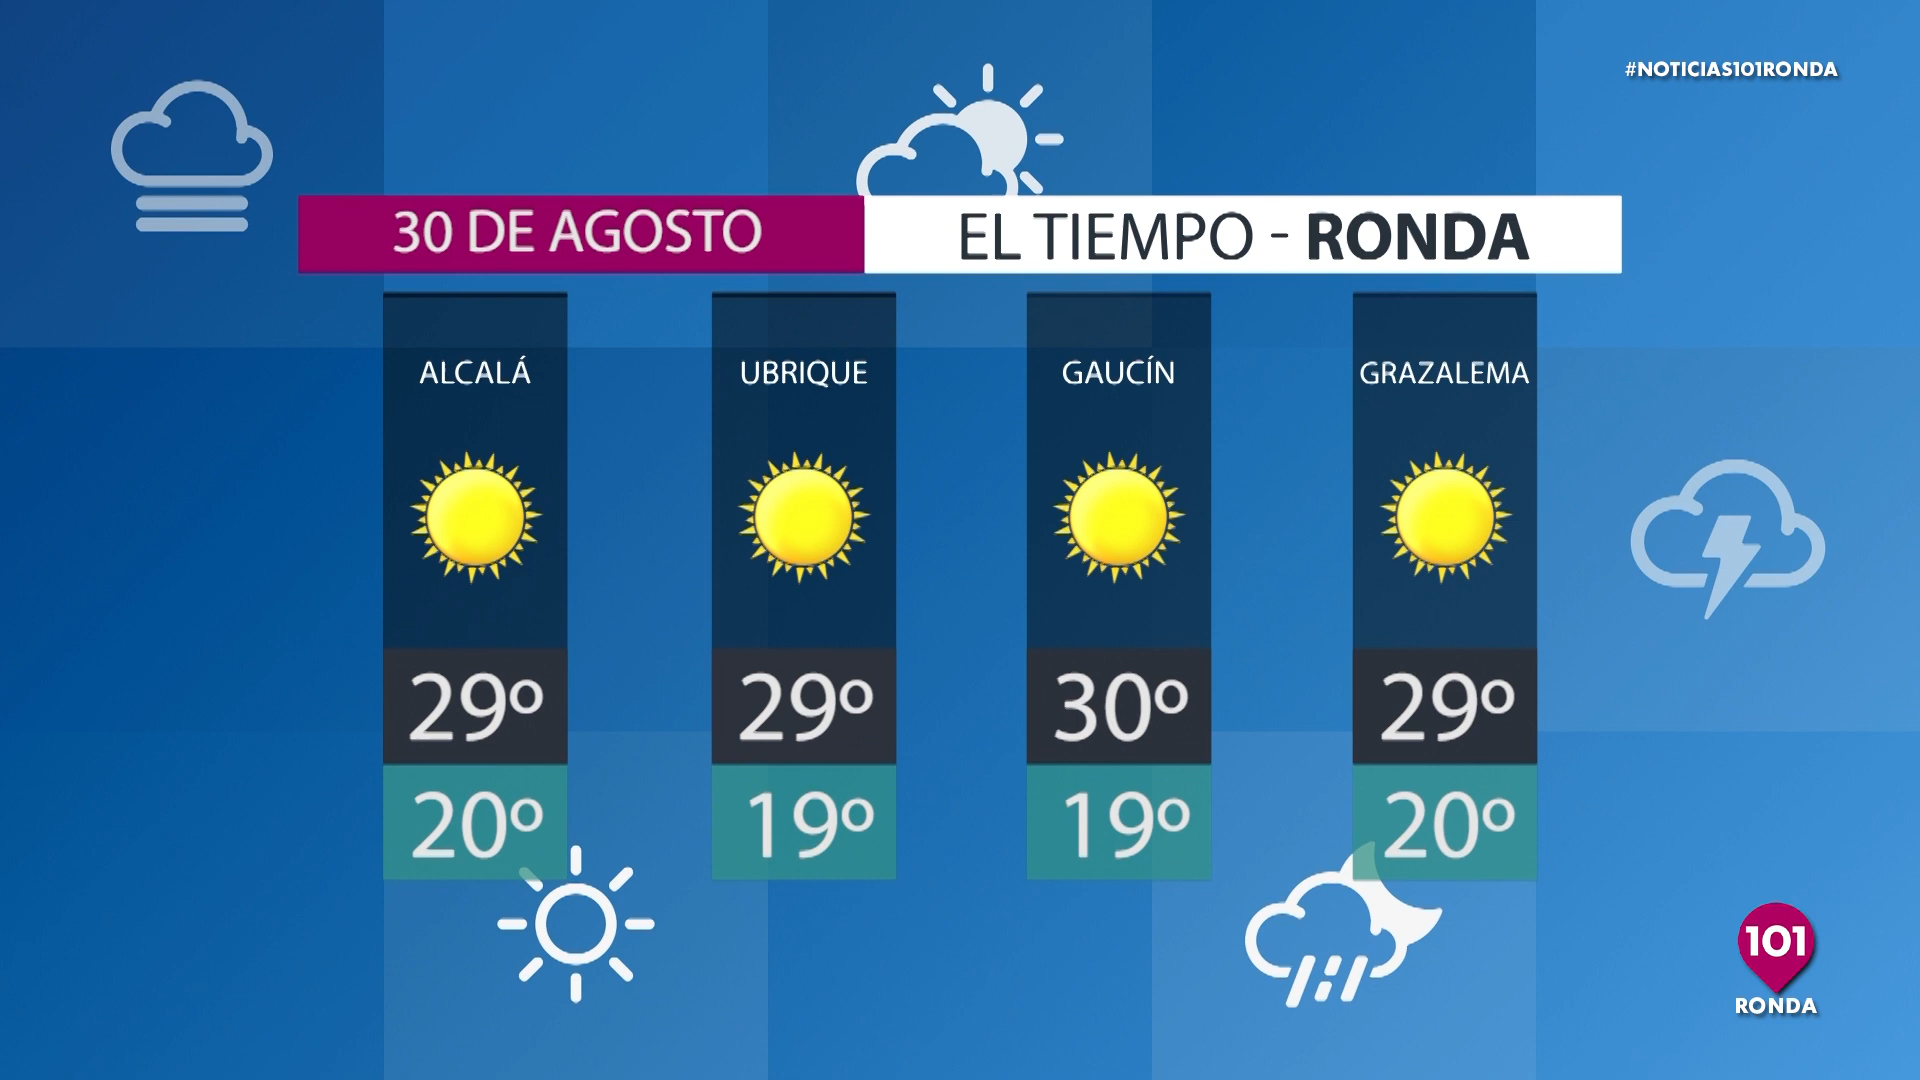 #NOTICIAS101RONDA
30 DE AGOSTO
EL TIEMPO - RONDA
ALCALÁ
UBRIQUE
GAUCÍN
GRAZALEMA
29º
29º
30º
29º
20º
19º
19º
20º
101
RONDA